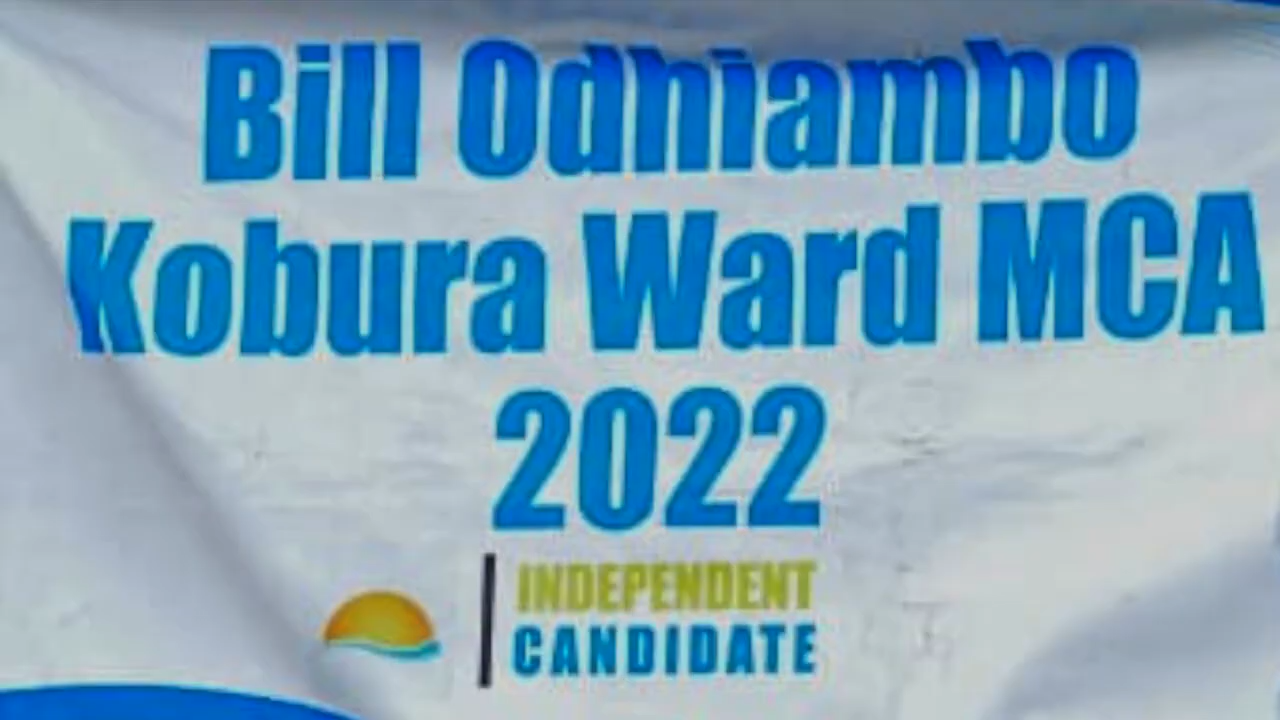 Bill Odhiambo
Kobura Ward MCA
2022
INDEPENDENT
CANDIDATE